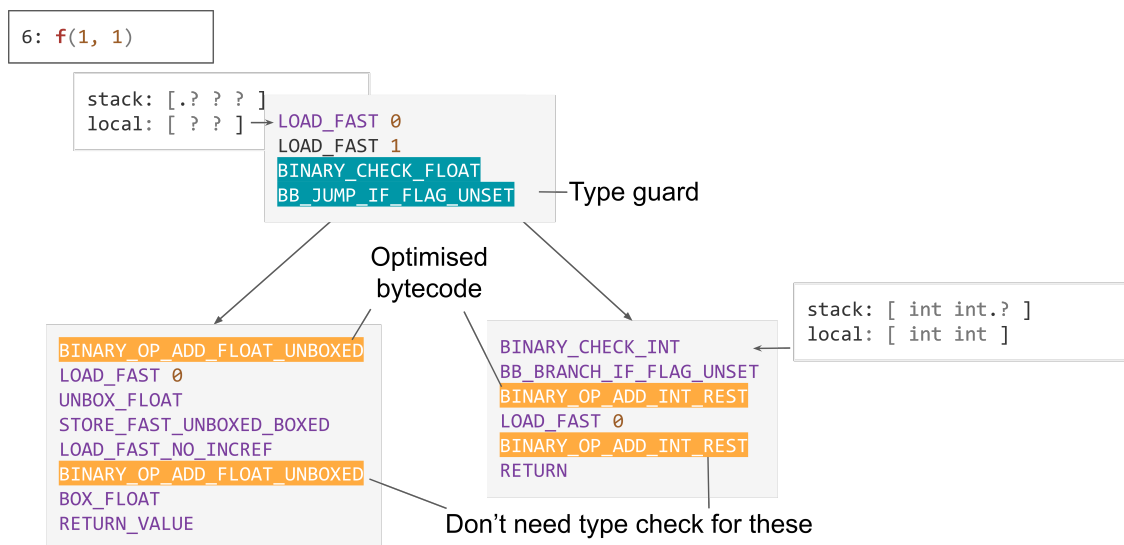 6: f(1, 1)
stack: [.? ? ? ]
local: [ ? ? ]
LOAD_FAST 0
LOAD_FAST 1
BINARY_CHECK_FLOAT
BB_JUMP_IF_FLAG_UNSET
Type guard
Optimised
bytecode
stack: [ int int.? ]
local: [ int int ]
BINARY_OP_ADD_FLOAT_UNBOXED
LOAD_FAST 0
UNBOX_FLOAT
STORE_FAST_UNBOXED_BOXED
LOAD_FAST_NO_INCREF
BINARY_OP_ADD_FLOAT_UNBOXED
BOX_FLOAT
RETURN_VALUE
BINARY_CHECK_INT
BB_BRANCH_IF_FLAG_UNSET
BINARY_OP_ADD_INT_REST
LOAD_FAST 0
BINARY_OP_ADD_INT_REST
RETURN
Don’t need type check for these